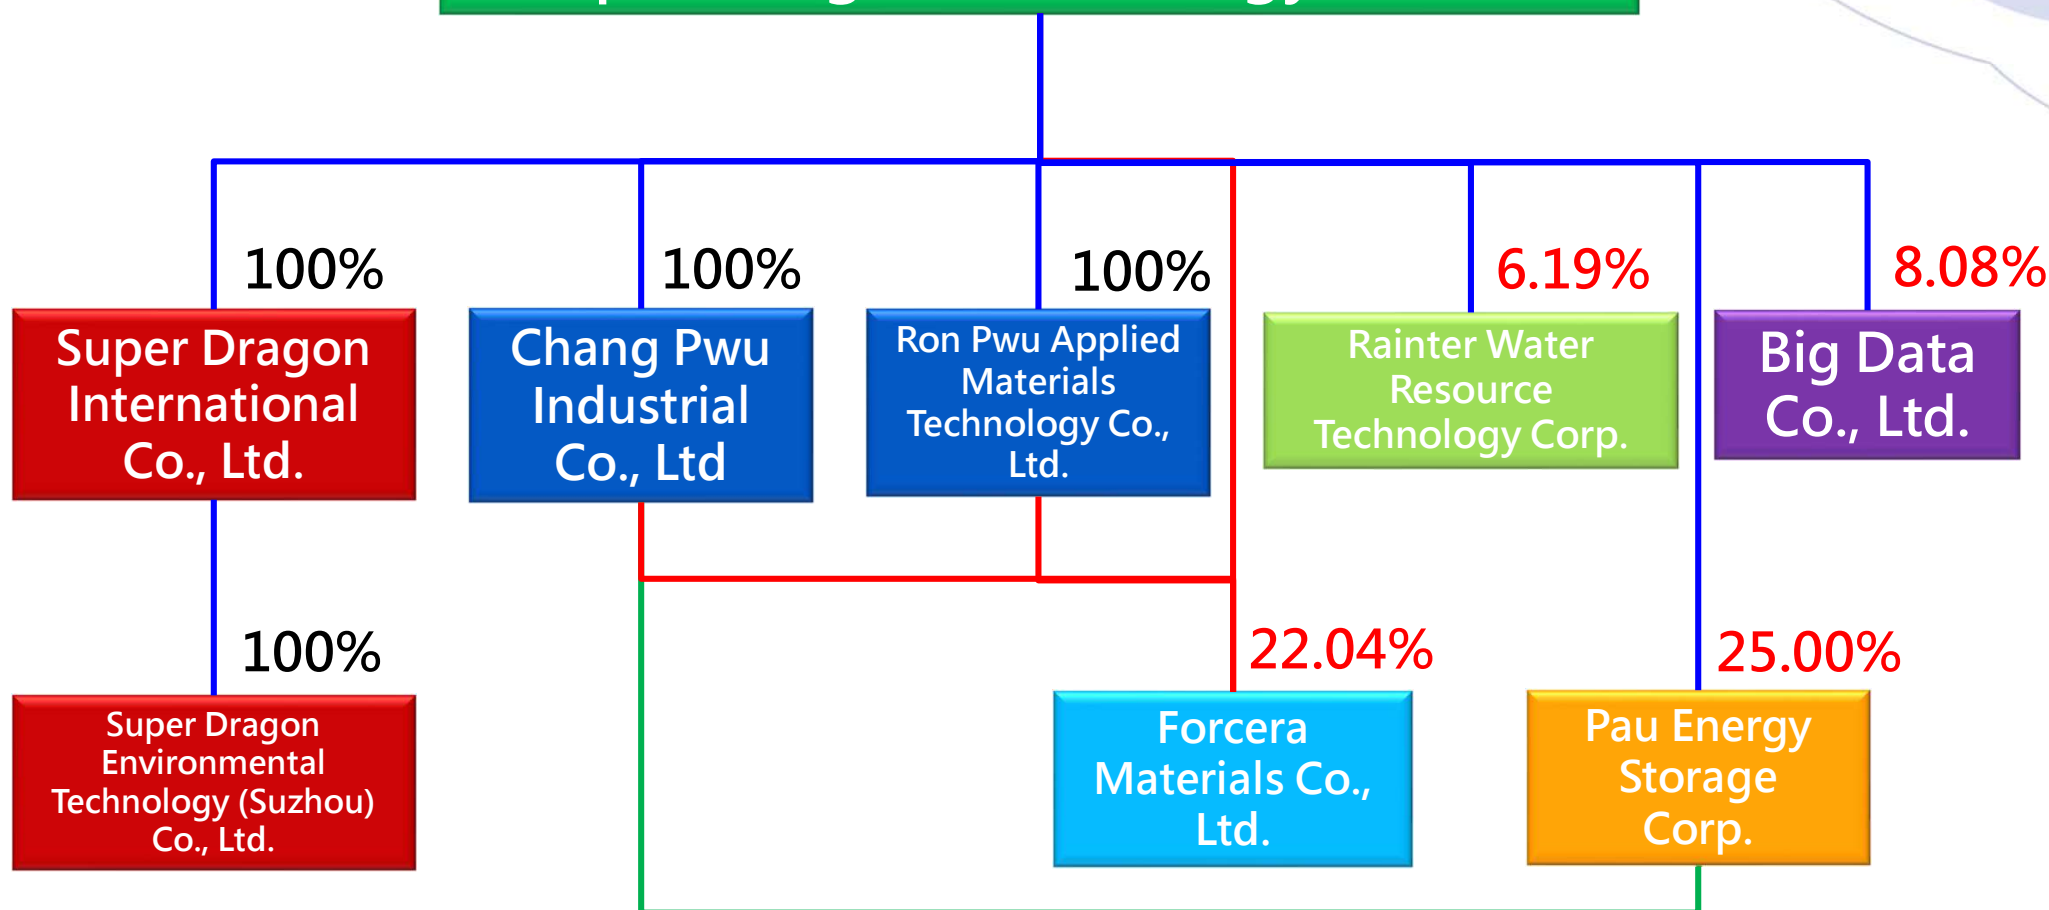 100%
100%
100%
6.19%
8.08%
Super Dragon
International
Co., Ltd.
Chang Pwu
Industrial
Co., Ltd
Ron Pwu Applied
Materials
Technology Co.,
Ltd.
Rainter Water
Resource
Technology Corp.
Big Data
Co., Ltd.
100%
22.04%
25.00%
Super Dragon
Environmental
Technology (Suzhou)
Co., Ltd.
Forcera
Materials Co.,
Ltd.
Pau Energy
Storage
Corp.